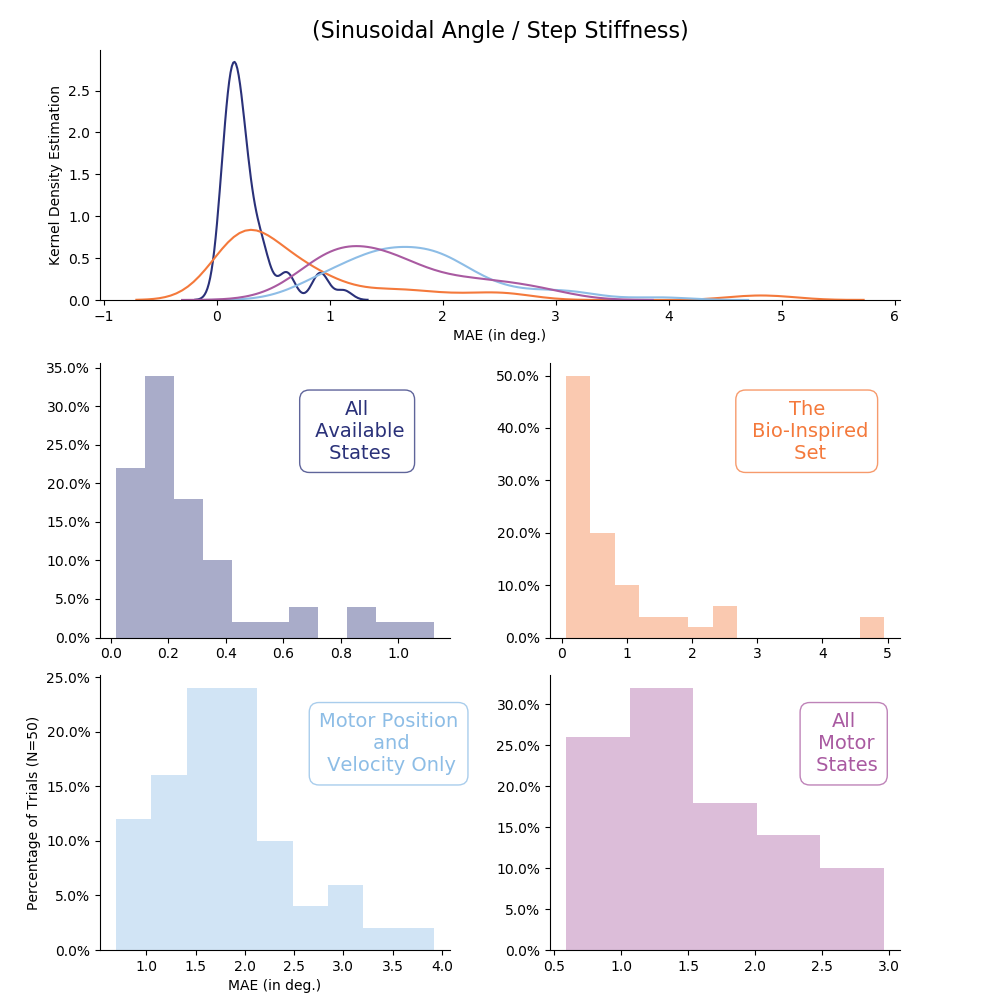 (Sinusoidal Angle / Step Stiffness)
Kernel Density Estimation
2.5
2.0
1.5
1.0
0.5
0.0
−1 0 1 2 3 4 5 6
MAE (in deg.)
35.0%
30.0%
25.0%
20.0%
15.0%
10.0%
5.0%
0.0%
0.0 0.2 0.4 0.6 0.8 1.0
All
Available
States
50.0%
40.0%
30.0%
20.0%
10.0%
0.0%
0 1 2 3 4 5
The
Bio-Inspired
Set
Percentage of Trials (N=50)
25.0%
20.0%
15.0%
10.0%
5.0%
0.0%
1.0 1.5 2.0 2.5 3.0 3.5 4.0
MAE (in deg.)
Motor Position
and
Velocity Only
30.0%
25.0%
20.0%
15.0%
10.0%
5.0%
0.0%
0.5 1.0 1.5 2.0 2.5 3.0
All
Motor
States